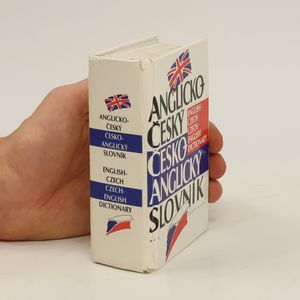 ANGLICKO-
ČESKÝ
ČESKO-
ANGLICKÝ
SLOVNÍK
ENGLISH-
CZECH
CZECH-
ENGLISH
DICTIONARY
ANGLICKO-
ČESKÝ
ČESKO-
ANGLICKÝ
SLOVNÍK
ENGLISH-
CZECH
CZECH
ENGLISH
DICTIONARY